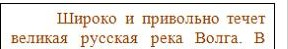 Широко и привольно течет
великая русская река Волга. В